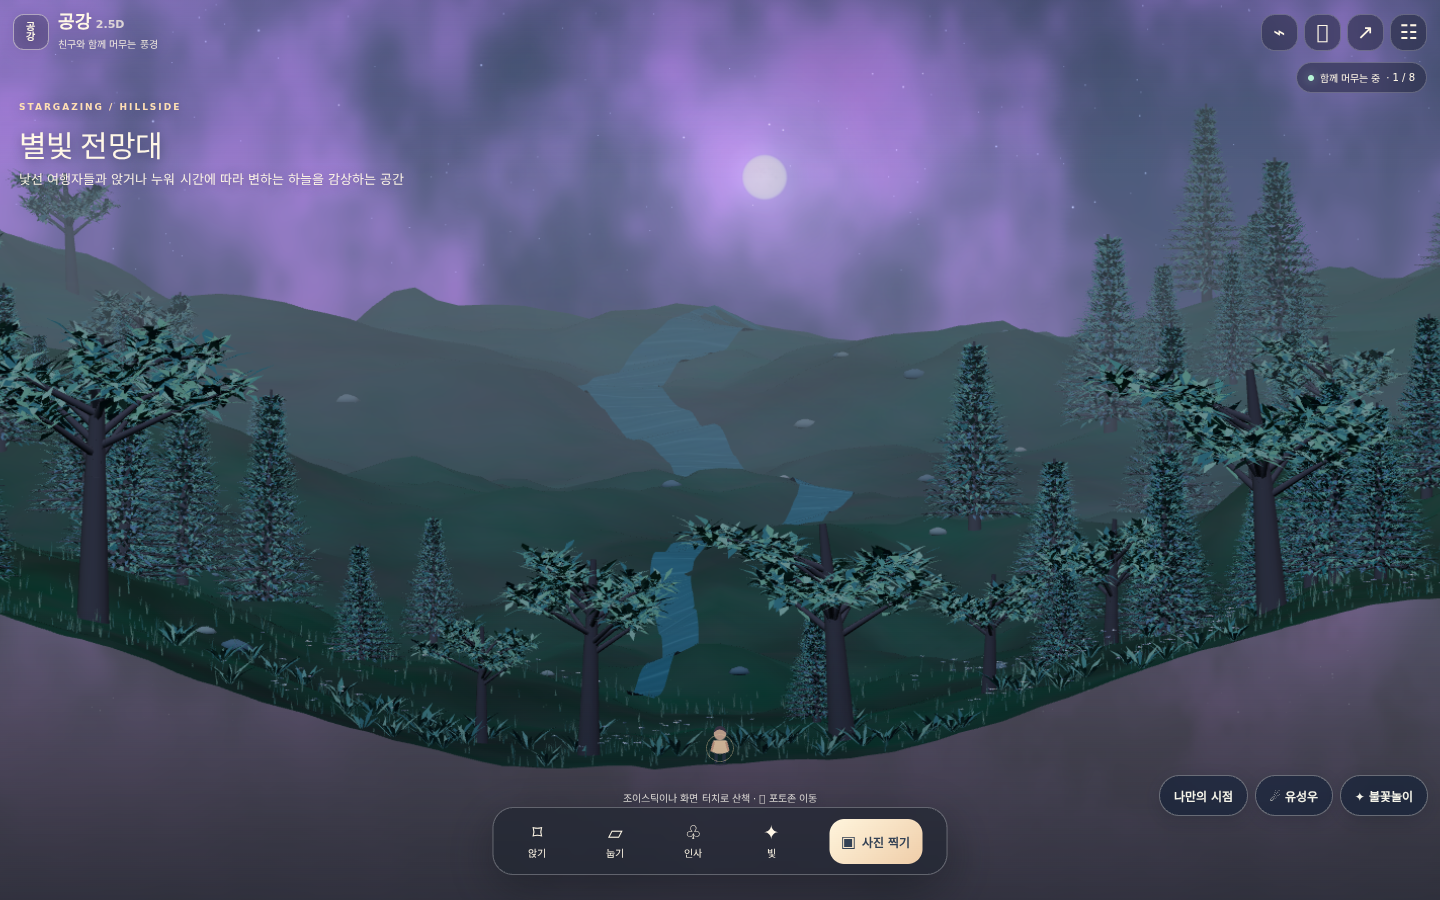 공강
공강 2.5D
친구와 함께 머무는 풍경
함께 머무는 중 · 1 / 8
STARGAZING / HILLSIDE
별빛 전망대
낯선 여행자들과 앉거나 누워 시간에 따라 변하는 하늘을 감상하는 공간
나만의 시점
유성우
불꽃놀이
조이스틱이나 화면 터치로 산책 · 포토존 이동
앉기
눕기
인사
빛
사진 찍기